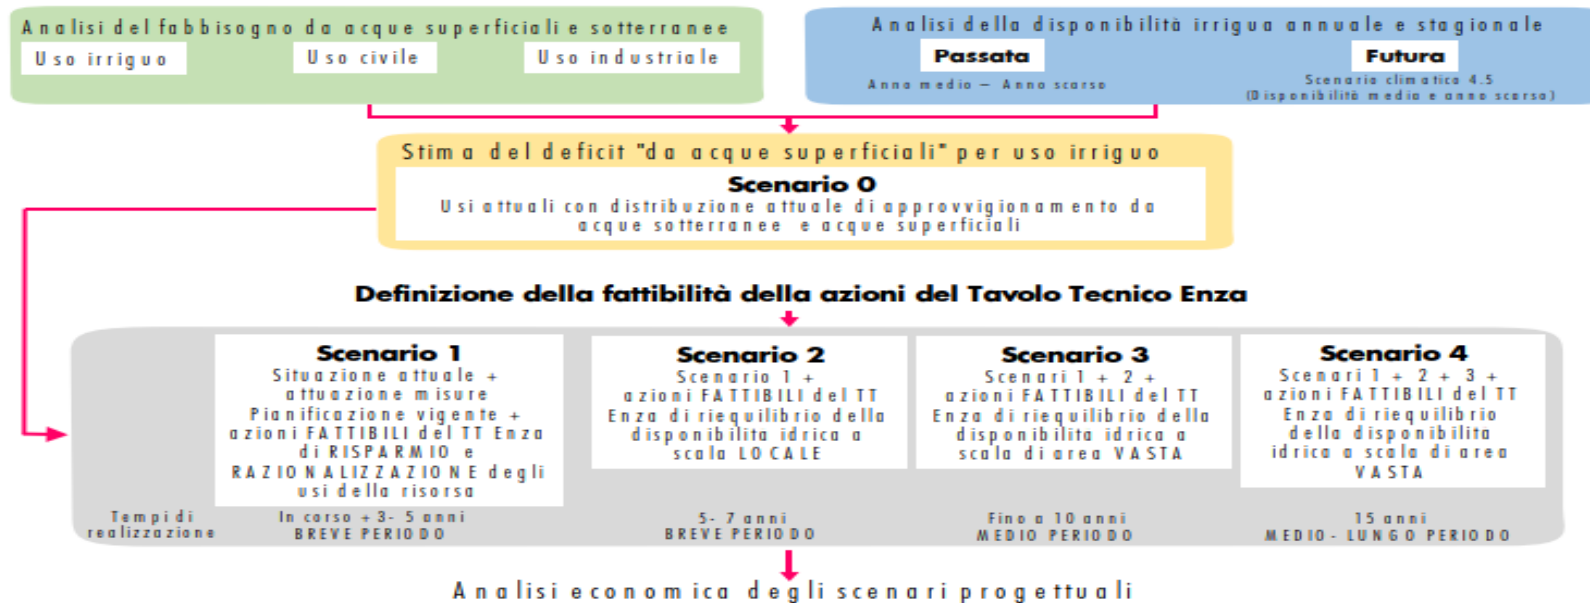 Analisi del fabbisogno da acque superficiali e sotterranee
Uso irriguo
Uso civile
Uso industriale
Analisi della disponibilità irrigua annuale e stagionale
Passata
Anno medio – Anno scarso
Futura
Scenario climatico 4.5
(Disponibilità media e anno scarso)
Stima del deficit "da acque superficiali" per uso irriguo
Scenario 0
Usi attuali con distribuzione attuale di approvvigionamento da
acque sotterranee e acque superficiali
Definizione della fattibilità della azioni del Tavolo Tecnico Enza
Scenario 1
Situazione attuale +
attuazione misure
Pianificazione vigente +
azioni FATTIBILI del TT Enza
di RISPARMIO e
RAZIONALIZZAZIONE degli
usi della risorsa
Scenario 2
Scenario 1 +
azioni FATTIBILI del TT
Enza di riequilibrio della
disponibilita idrica a
scala LOCALE
Scenario 3
Scenari 1 + 2 +
azioni FATTIBILI del TT
Enza di riequilibrio della
disponibilita idrica a
scala di area VASTA
Scenario 4
Scenari 1 + 2 + 3 +
azioni FATTIBILI del TT
Enza di riequilibrio
della disponibilita
idrica a scala di area
VASTA
Tempi di
realizzazione
In corso + 3- 5 anni
BREVE PERIODO
5- 7 anni
BREVE PERIODO
Fino a 10 anni
MEDIO PERIODO
15 anni
MEDIO- LUNGO PERIODO
Analisi economica degli scenari progettuali